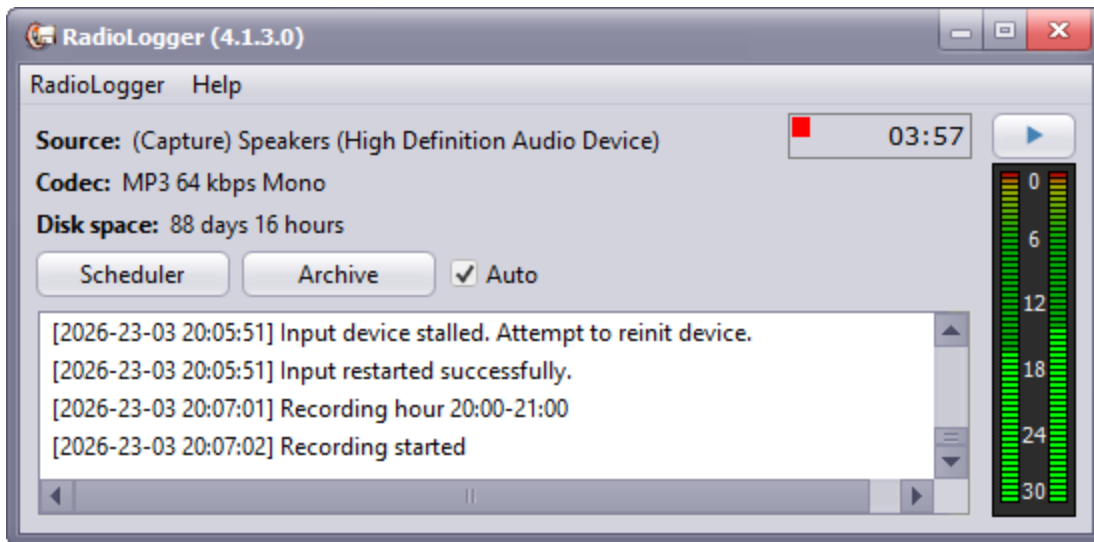 RadioLogger (4.1.3.0)
RadioLogger Help
Source: (Capture) Speakers (High Definition Audio Device)
03:57
Codec: MP3 64 kbps Mono
Disk space: 88 days 16 hours
Scheduler Archive Auto
[2026-23-03 20:05:51] Input device stalled. Attempt to reinit device.
[2026-23-03 20:05:51] Input restarted successfully.
[2026-23-03 20:07:01] Recording hour 20:00-21:00
[2026-23-03 20:07:02] Recording started
0
6
12
18
24
30